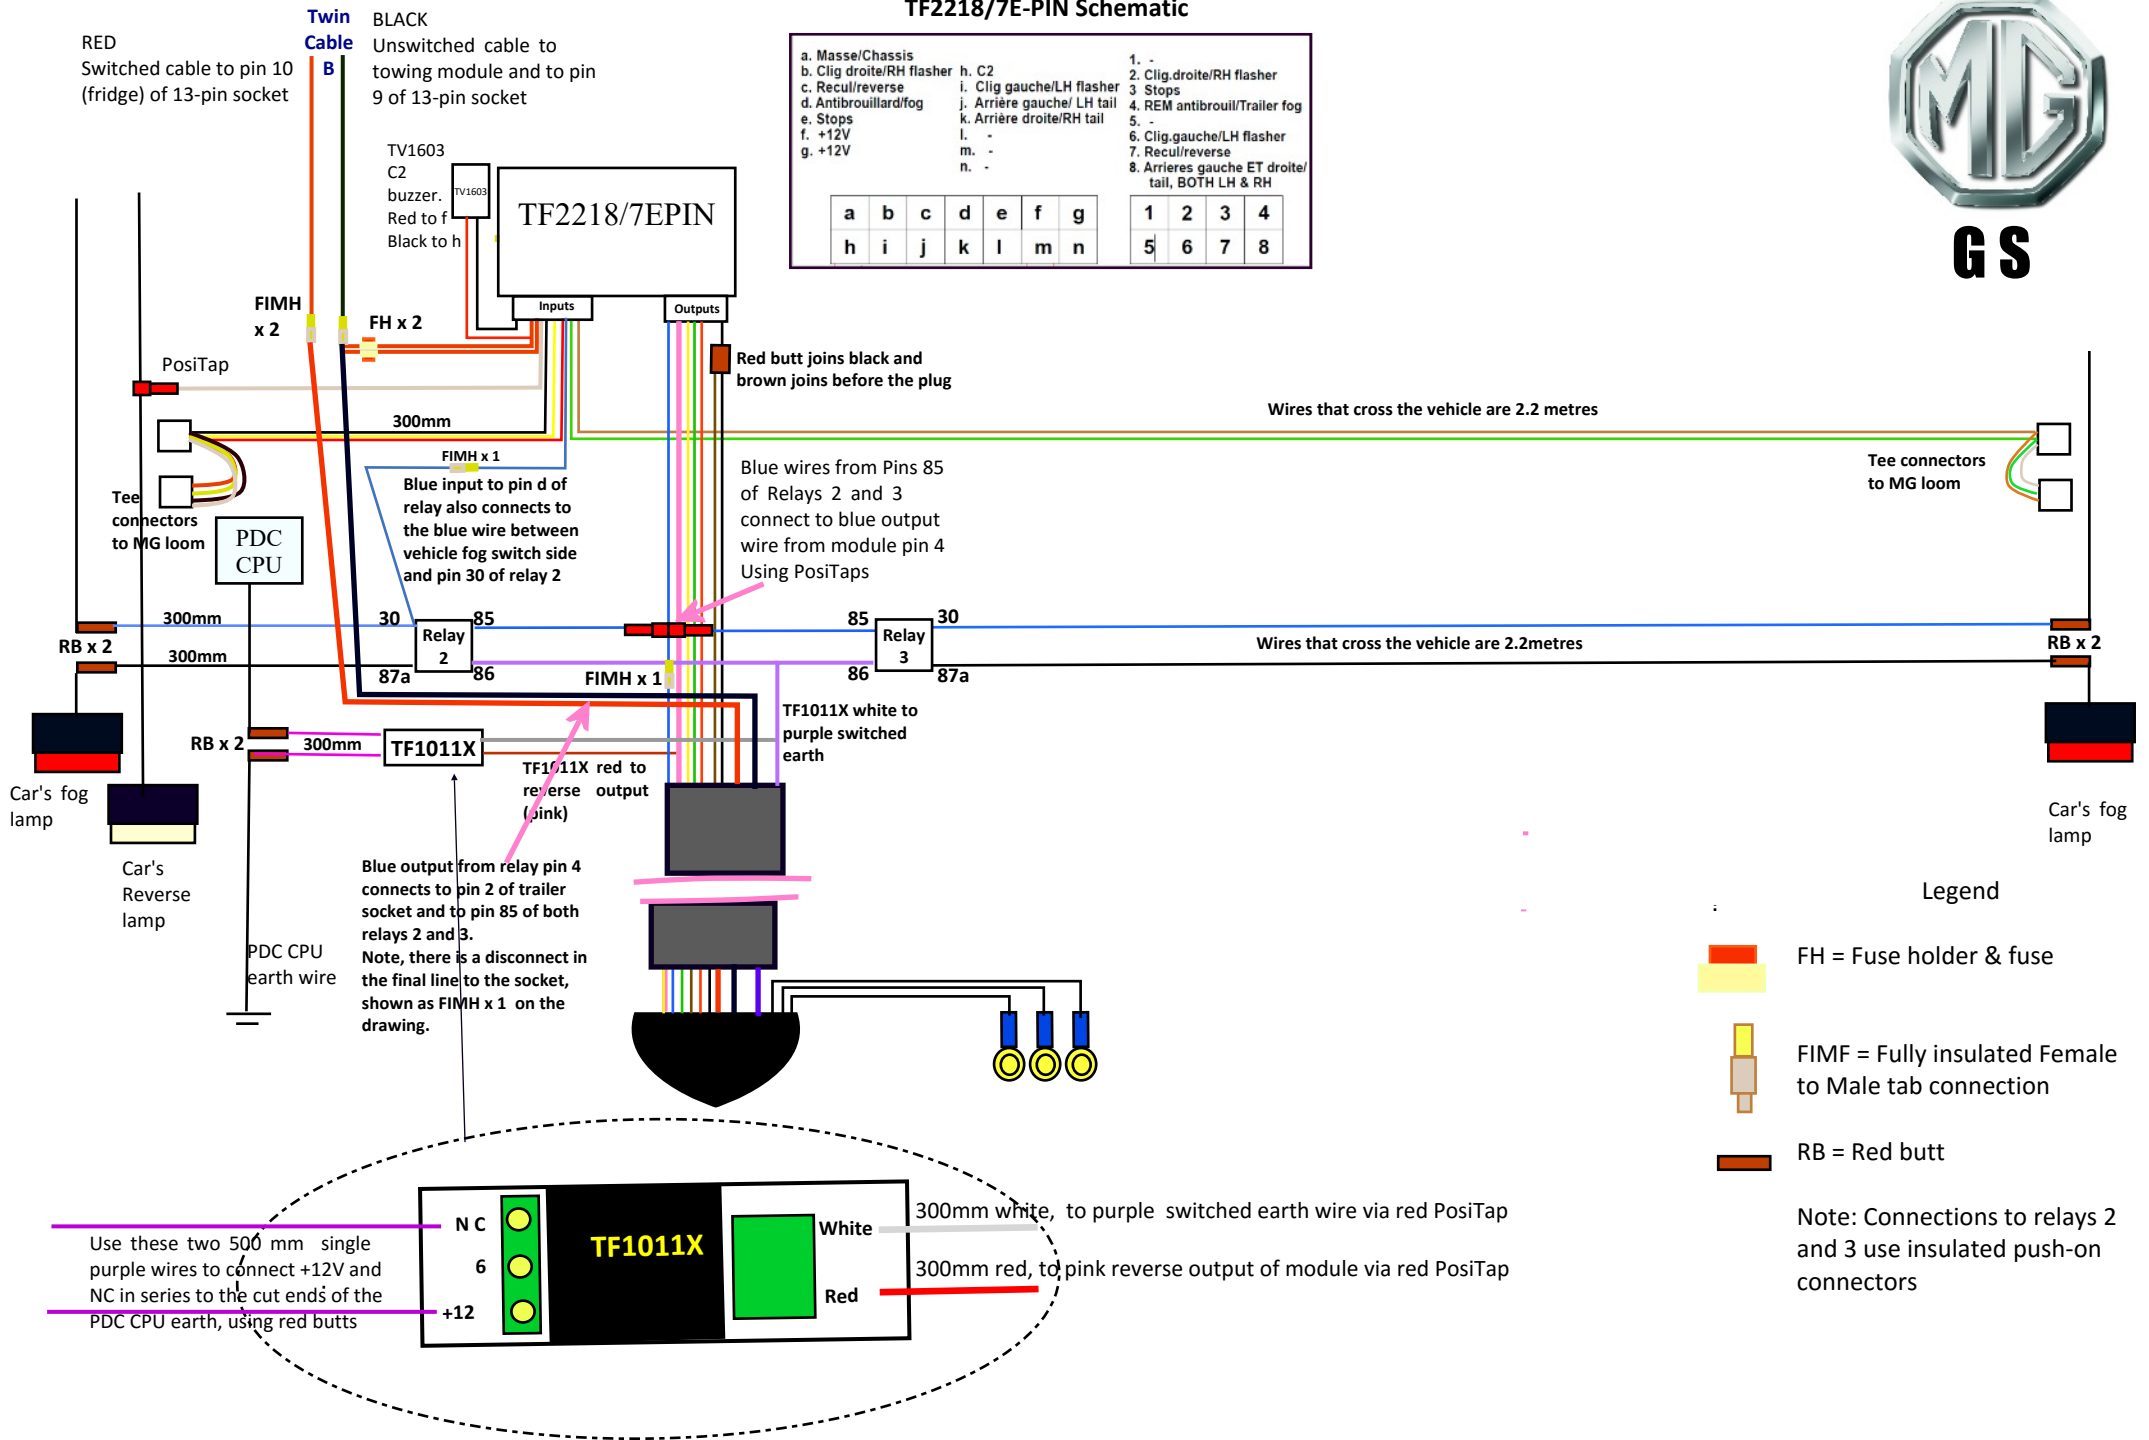 TF2218/7E-PIN Schematic
RED
Switched cable to pin 10
(fridge) of 13-pin socket
Twin
Cable
B
BLACK
Unswitched cable to
towing module and to pin
9 of 13-pin socket
a. Masse/Chassis
b. Clig droite/RH flasher
c. Recul/reverse
d. Antibrouillard/fog
e. Stops
f. +12V
g. +12V
h. C2
i. Clig gauche/LH flasher
j. Arrière gauche/ LH tail
k. Arrière droite/RH tail
l. -
m. -
n. -
1. -
2. Clig.droite/RH flasher
3 Stops
4. REM antibrouil/Trailer fog
5. -
6. Clig.gauche/LH flasher
7. Recul/reverse
8. Arrieres gauche ET droite/
tail, BOTH LH & RH
a b c d e f g
h i j k l m n
1 2 3 4
5 6 7 8
MG
GS
TV1603
C2
buzzer.
Red to f
Black to h
TV1603
TF2218/7EPIN
Inputs
Outputs
FIMH
x 2
FH x 2
PosiTap
Red butt joins black and
brown joins before the plug
300mm
Wires that cross the vehicle are 2.2 metres
FIMH x 1
Tee
connectors
to MG loom
Tee connectors
to MG loom
Blue input to pin d of
relay also connects to
the blue wire between
vehicle fog switch side
and pin 30 of relay 2
Blue wires from Pins 85
of Relays 2 and 3
connect to blue output
wire from module pin 4
Using PosiTaps
PDC
CPU
300mm
30
85
Relay
2
87a
86
85
30
Relay
3
86
87a
RB x 2
300mm
Wires that cross the vehicle are 2.2metres
RB x 2
FIMH x 1
TF1011X white to
purple switched
earth
RB x 2
300mm
TF1011X
TF1011X red to
reverse output
(pink)
Car's fog
lamp
Car's
Reverse
lamp
Car's fog
lamp
PDC CPU
earth wire
Blue output from relay pin 4
connects to pin 2 of trailer
socket and to pin 85 of both
relays 2 and 3.
Note, there is a disconnect in
the final line to the socket,
shown as FIMH x 1 on the
drawing.
Legend
FH = Fuse holder & fuse
FIMF = Fully insulated Female
to Male tab connection
RB = Red butt
Note: Connections to relays 2
and 3 use insulated push-on
connectors
Use these two 500 mm single
purple wires to connect +12V and
NC in series to the cut ends of the
PDC CPU earth, using red butts
N C
6
+12
TF1011X
White
Red
300mm white, to purple switched earth wire via red PosiTap
300mm red, to pink reverse output of module via red PosiTap